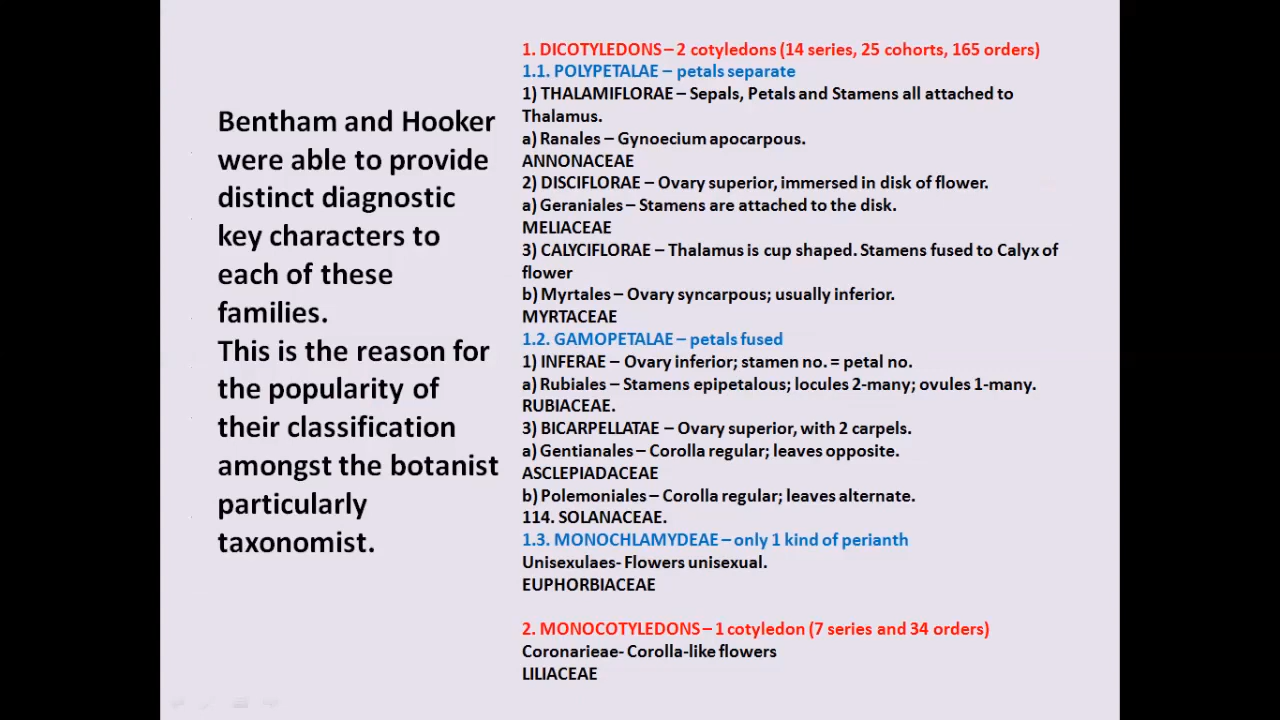 Bentham and Hooker
were able to provide
distinct diagnostic
key characters to
each of these
families.
This is the reason for
the popularity of
their classification
amongst the botanist
particularly
taxonomist.
1. DICOTYLEDONS – 2 cotyledons (14 series, 25 cohorts, 165 orders)
1.1. POLYPETALAE – petals separate
1) THALAMIFLORAE – Sepals, Petals and Stamens all attached to
Thalamus.
a) Ranales – Gynoecium apocarpous.
ANNONACEAE
2) DISCIFLORAE – Ovary superior, immersed in disk of flower.
a) Geraniales – Stamens are attached to the disk.
MELIACEAE
3) CALYCIFLORAE – Thalamus is cup shaped. Stamens fused to Calyx of
flower
b) Myrtales – Ovary syncarpous; usually inferior.
MYRTACEAE
1.2. GAMOPETALAE – petals fused
1) INFERAE – Ovary inferior; stamen no. = petal no.
a) Rubiales – Stamens epipetalous; locules 2-many; ovules 1-many.
RUBIACEAE.
3) BICARPELLATAE – Ovary superior, with 2 carpels.
a) Gentianales – Corolla regular; leaves opposite.
ASCLEPIADACEAE
b) Polemoniales – Corolla regular; leaves alternate.
114. SOLANACEAE.
1.3. MONOCHLAMYDEAE – only 1 kind of perianth
Unisexulaes- Flowers unisexual.
EUPHORBIACEAE
2. MONOCOTYLEDONS – 1 cotyledon (7 series and 34 orders)
Coronarieae- Corolla-like flowers
LILIACEAE